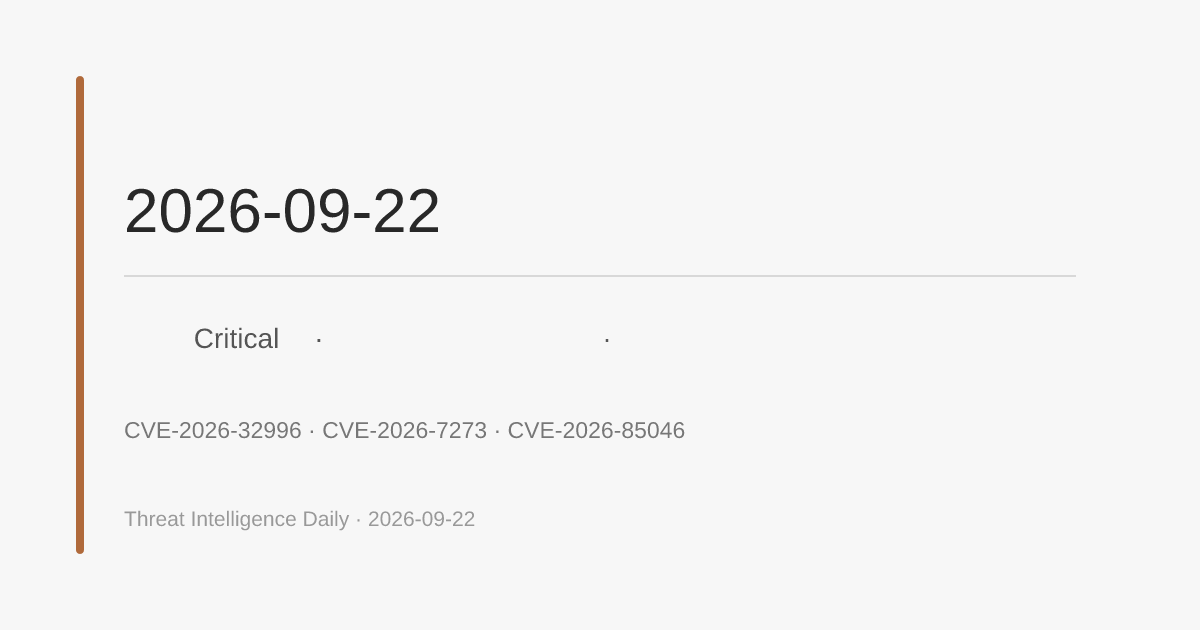 2026-09-22
Critical · ·
CVE-2026-32996 · CVE-2026-7273 · CVE-2026-85046
Threat Intelligence Daily · 2026-09-22